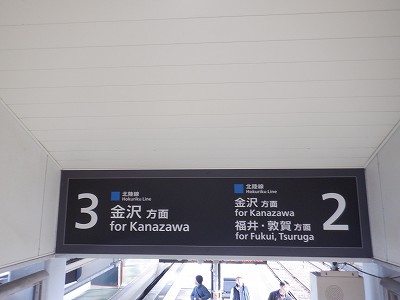 3
北陸線
Hokuriku Line
金沢 方面
for Kanazawa
北陸線
Hokuriku Line
金沢 方面
for Kanazawa
福井・敦賀 方面
for Fukui, Tsuruga
2